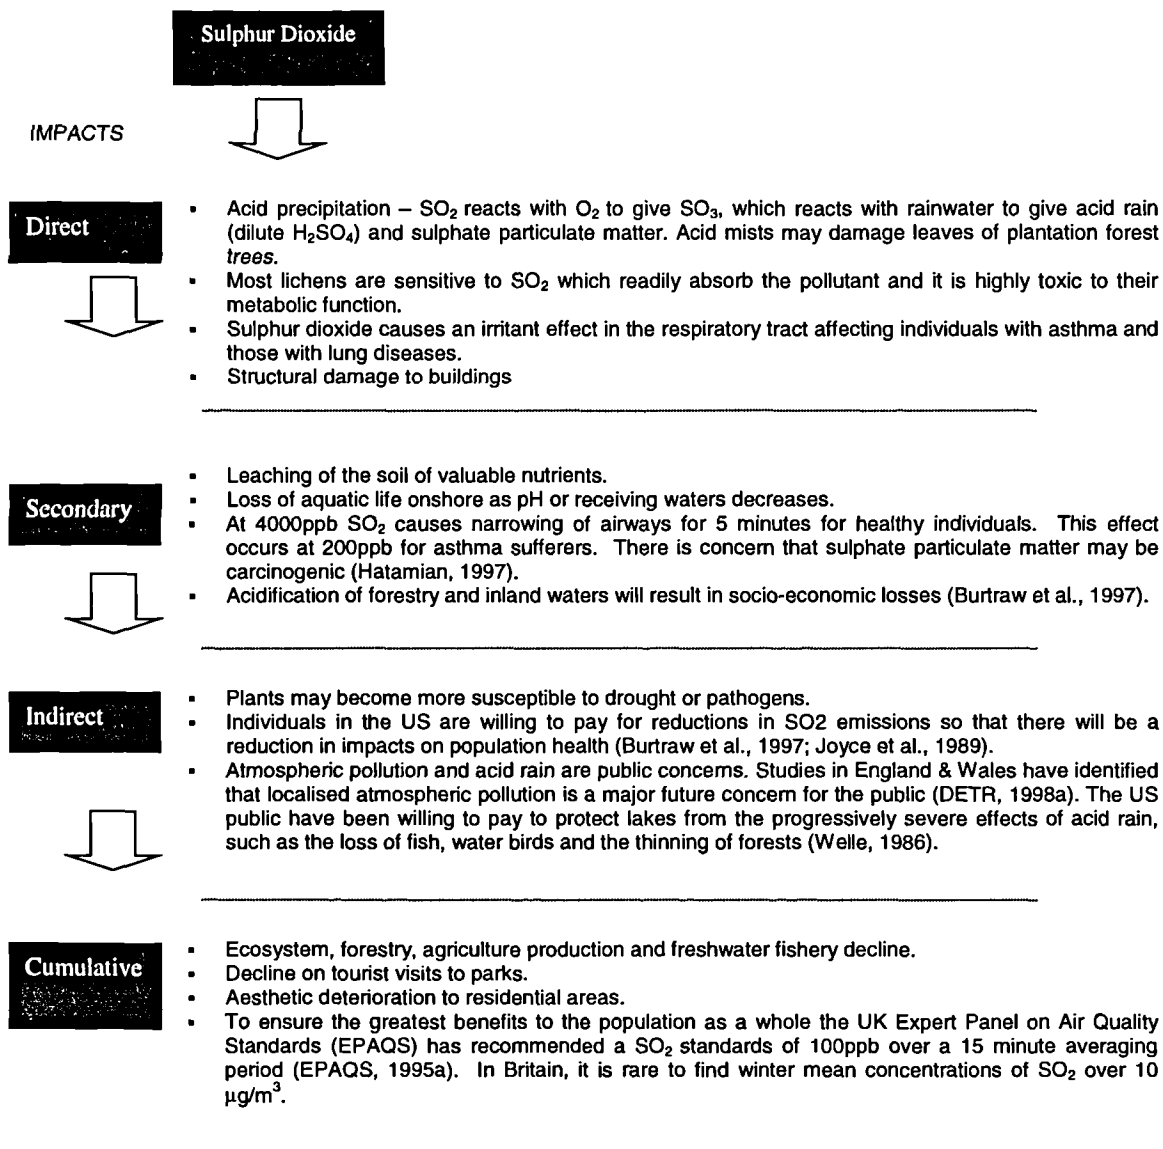 Sulphur Dioxide
IMPACTS
Direct
▪ Acid precipitation – SO₂ reacts with O₂ to give SO₃, which reacts with rainwater to give acid rain
(dilute H₂SO₄) and sulphate particulate matter. Acid mists may damage leaves of plantation forest
trees.
▪ Most lichens are sensitive to SO₂ which readily absorb the pollutant and it is highly toxic to their
metabolic function.
▪ Sulphur dioxide causes an irritant effect in the respiratory tract affecting individuals with asthma and
those with lung diseases.
▪ Structural damage to buildings
Secondary
▪ Leaching of the soil of valuable nutrients.
▪ Loss of aquatic life onshore as pH or receiving waters decreases.
▪ At 4000ppb SO₂ causes narrowing of airways for 5 minutes for healthy individuals. This effect
occurs at 200ppb for asthma sufferers. There is concern that sulphate particulate matter may be
carcinogenic (Hatamian, 1997).
▪ Acidification of forestry and inland waters will result in socio-economic losses (Burtraw et al., 1997).
Indirect
▪ Plants may become more susceptible to drought or pathogens.
▪ Individuals in the US are willing to pay for reductions in SO2 emissions so that there will be a
reduction in impacts on population health (Burtraw et al., 1997; Joyce et al., 1989).
▪ Atmospheric pollution and acid rain are public concerns. Studies in England & Wales have identified
that localised atmospheric pollution is a major future concern for the public (DETR, 1998a). The US
public have been willing to pay to protect lakes from the progressively severe effects of acid rain,
such as the loss of fish, water birds and the thinning of forests (Welle, 1986).
Cumulative
▪ Ecosystem, forestry, agriculture production and freshwater fishery decline.
▪ Decline on tourist visits to parks.
▪ Aesthetic deterioration to residential areas.
▪ To ensure the greatest benefits to the population as a whole the UK Expert Panel on Air Quality
Standards (EPAQS) has recommended a SO₂ standards of 100ppb over a 15 minute averaging
period (EPAQS, 1995a). In Britain, it is rare to find winter mean concentrations of SO₂ over 10
µg/m³.